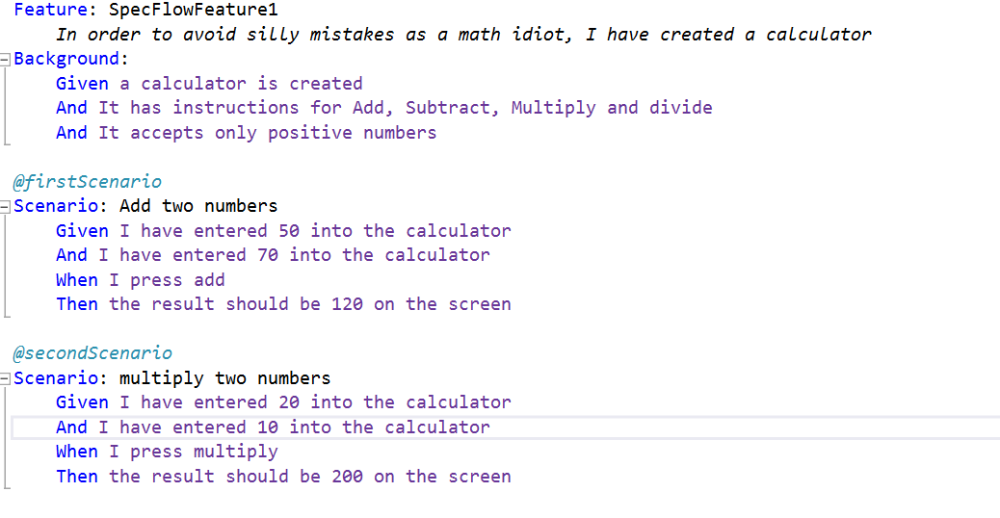 Feature: SpecFlowFeature1
In order to avoid silly mistakes as a math idiot, I have created a calculator
Background:
Given a calculator is created
And It has instructions for Add, Subtract, Multiply and divide
And It accepts only positive numbers
@firstScenario
Scenario: Add two numbers
Given I have entered 50 into the calculator
And I have entered 70 into the calculator
When I press add
Then the result should be 120 on the screen
@secondScenario
Scenario: multiply two numbers
Given I have entered 20 into the calculator
And I have entered 10 into the calculator
When I press multiply
Then the result should be 200 on the screen